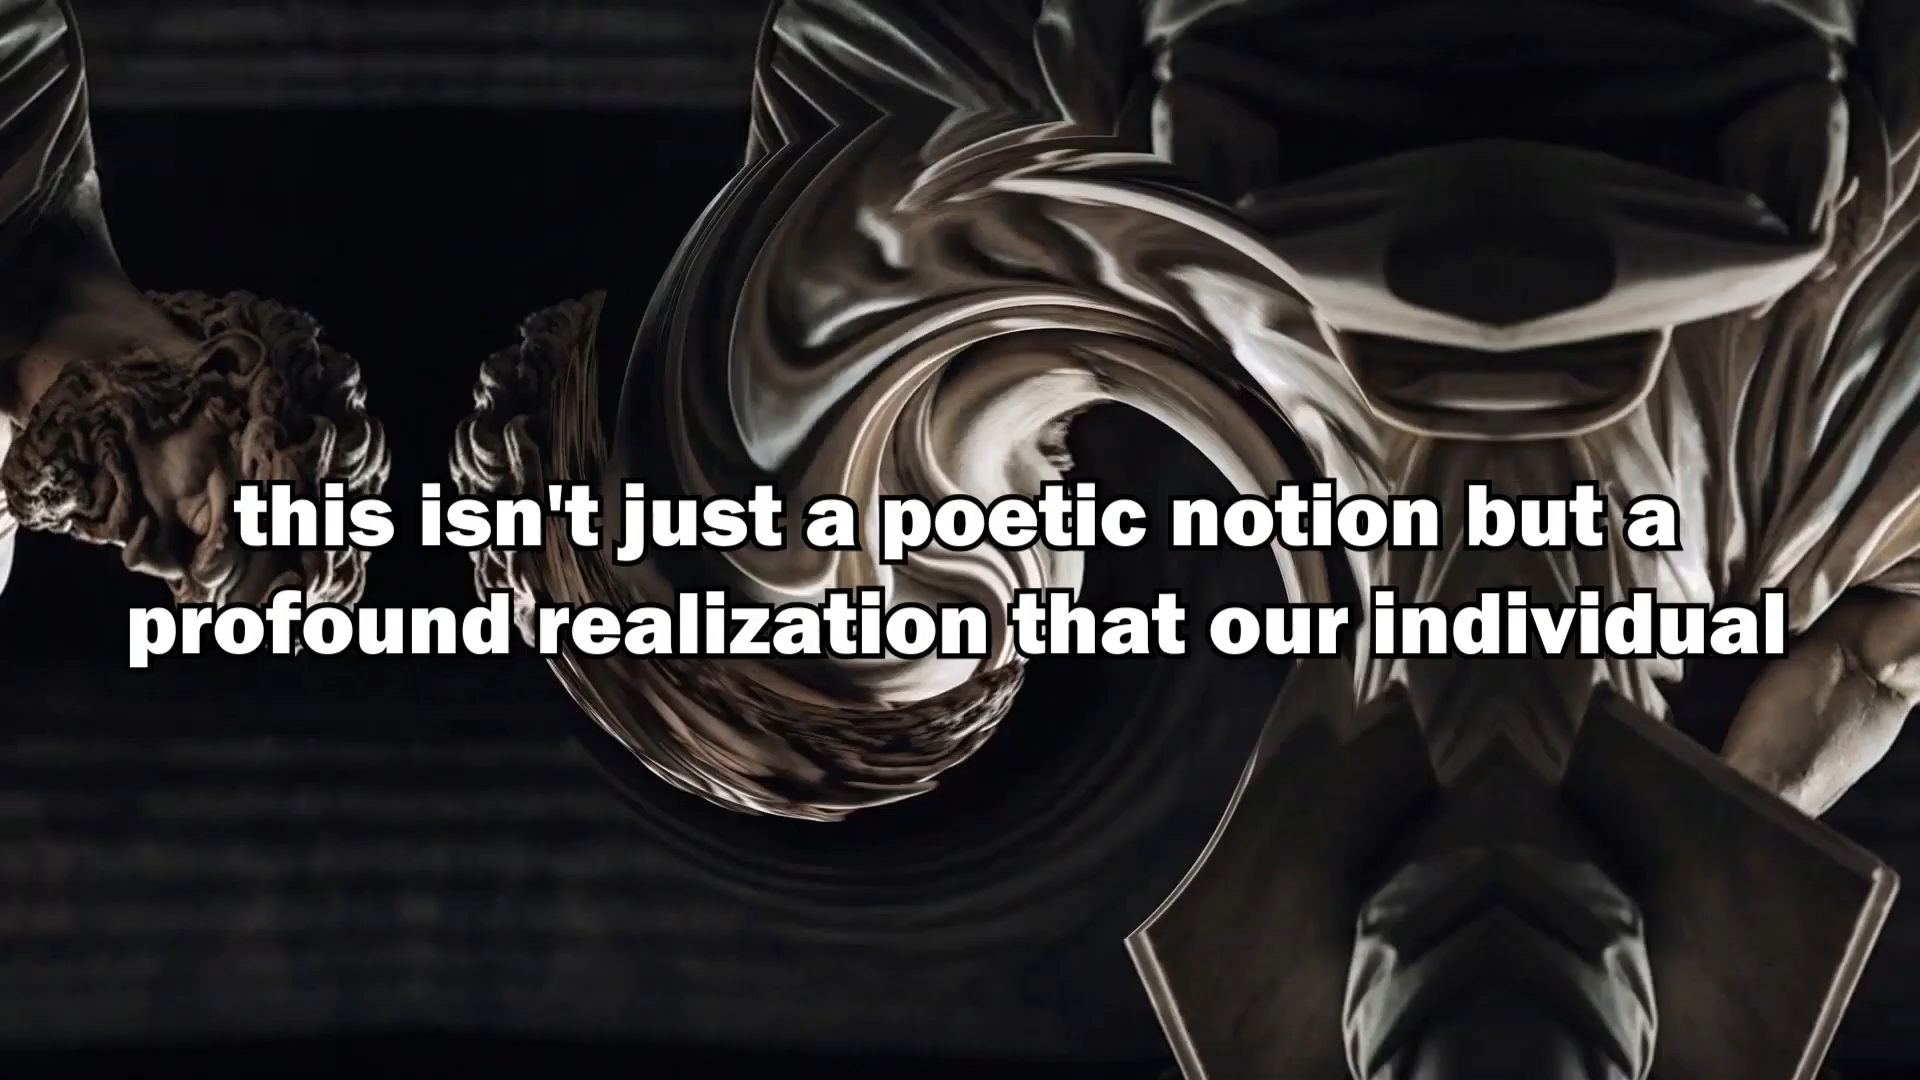 this isn't just a poetic notion but a
profound realization that our individual